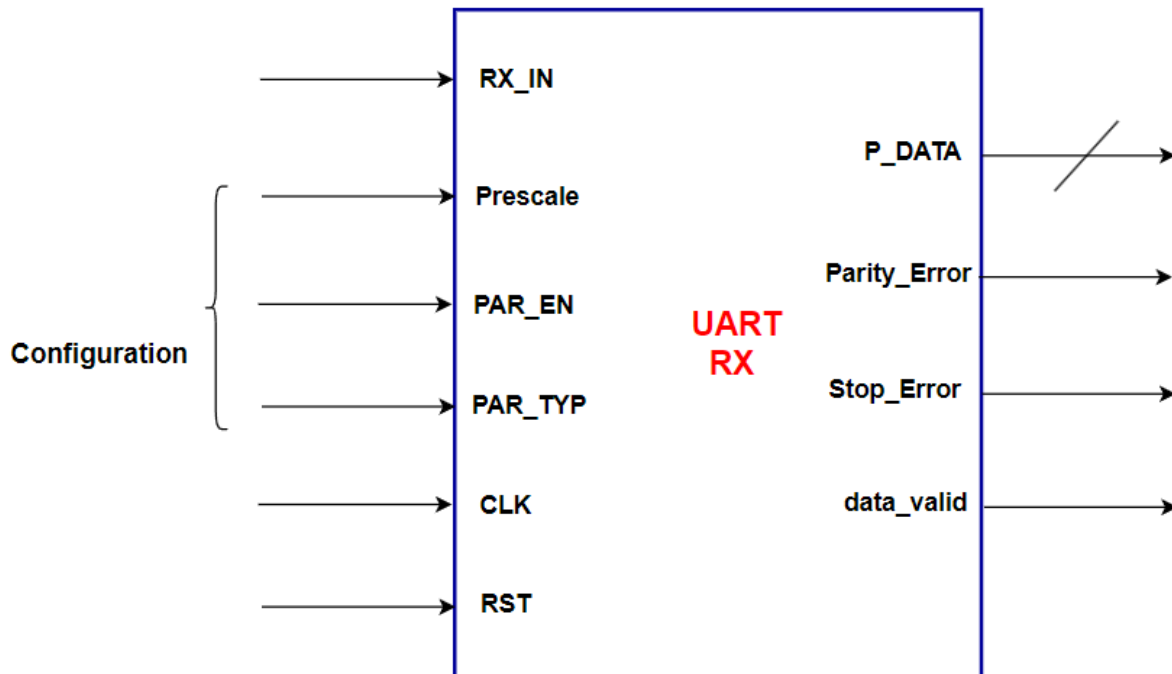 RX_IN
P_DATA
Prescale
Parity_Error
PAR_EN
UART
RX
Configuration
Stop_Error
PAR_TYP
CLK
data_valid
RST